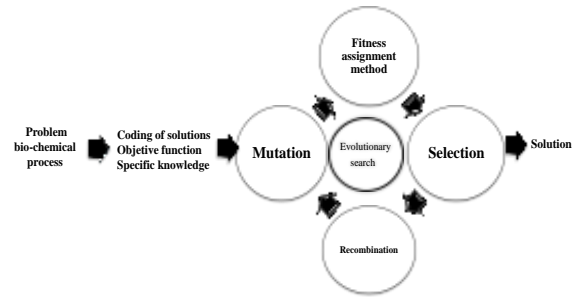 Problem
bio-chemical
process
Coding of solutions
Objetive function
Specific knowledge
Mutation
Fitness
assignment
method
Evolutionary
search
Recombination
Selection
Solution